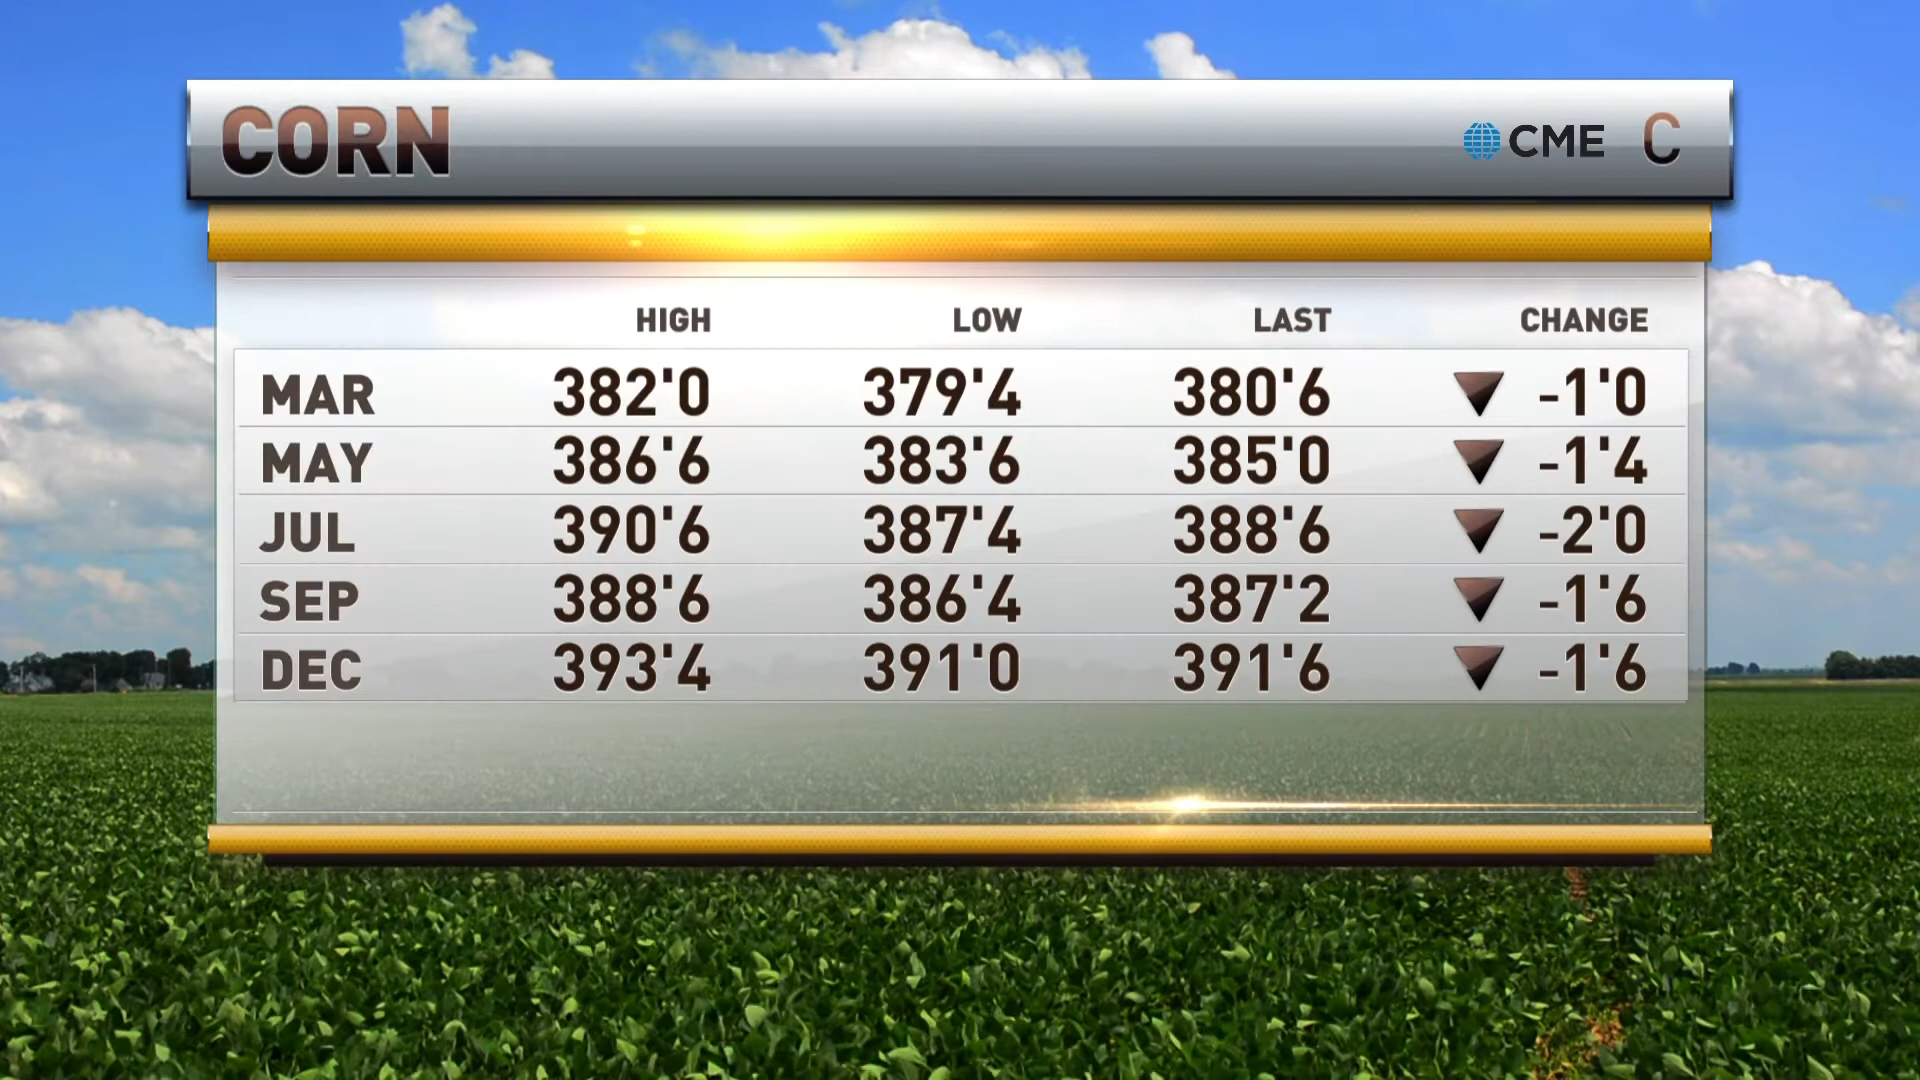 CORN CME C
HIGH LOW LAST CHANGE
MAR 382'0 379'4 380'6 -1'0
MAY 386'6 383'6 385'0 -1'4
JUL 390'6 387'4 388'6 -2'0
SEP 388'6 386'4 387'2 -1'6
DEC 393'4 391'0 391'6 -1'6